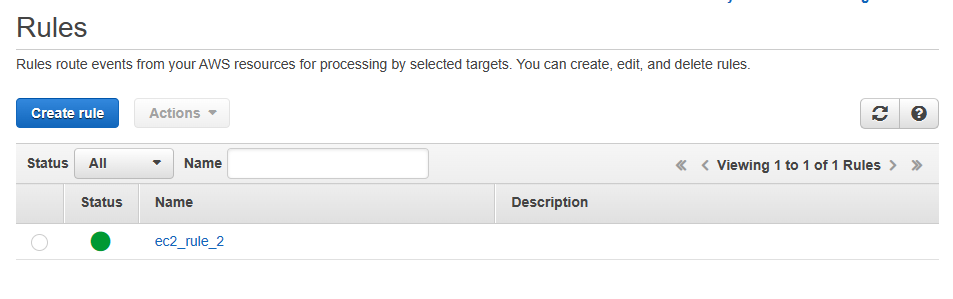 Rules
Rules route events from your AWS resources for processing by selected targets. You can create, edit, and delete rules.
Create rule Actions
Status All Name Viewing 1 to 1 of 1 Rules
Status Name Description
ec2_rule_2